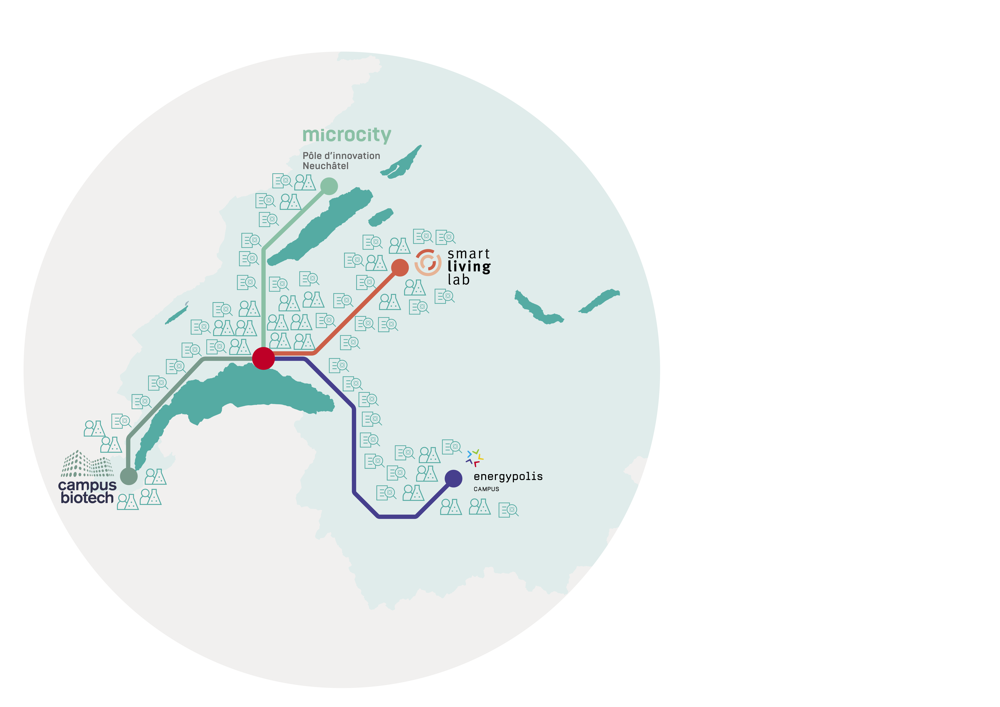 microcity
Pôle d’innovation
Neuchâtel
smart
living
lab
energypolis
CAMPUS
campus
biotech